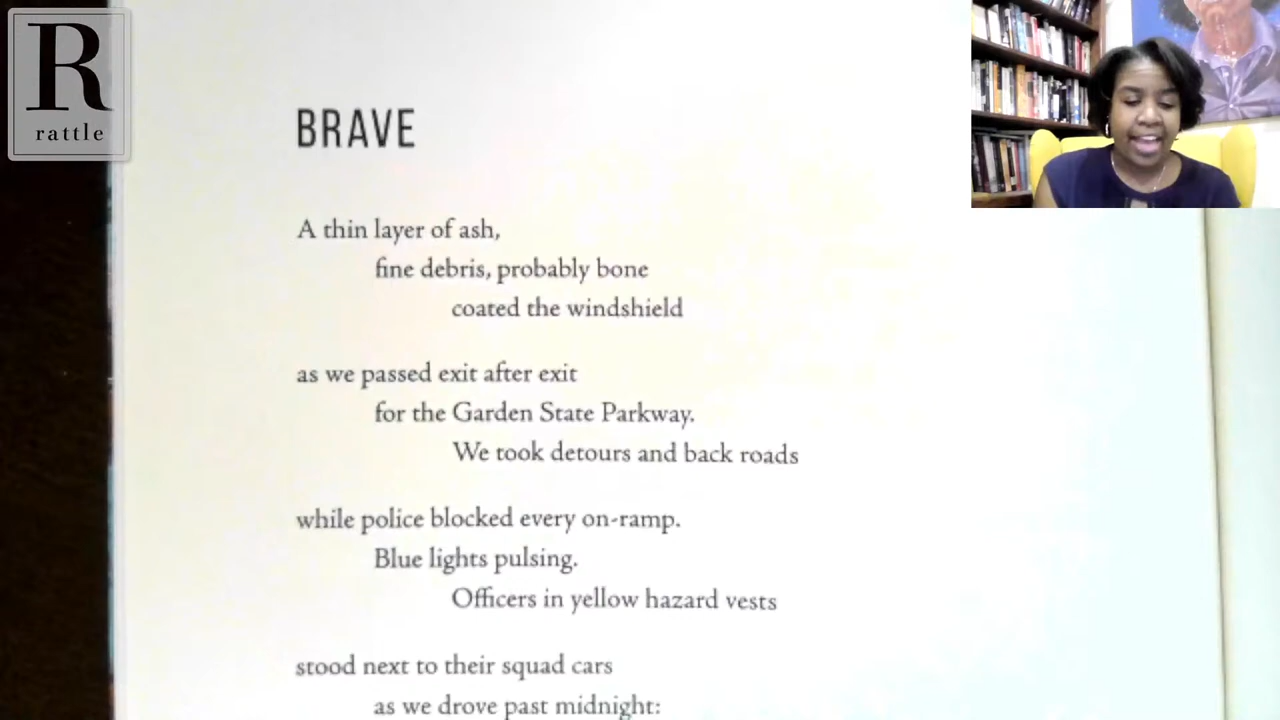 R
rattle
BRAVE
A thin layer of ash,
fine debris, probably bone
coated the windshield
as we passed exit after exit
for the Garden State Parkway.
We took detours and back roads
while police blocked every on-ramp.
Blue lights pulsing.
Officers in yellow hazard vests
stood next to their squad cars
as we drove past midnight: